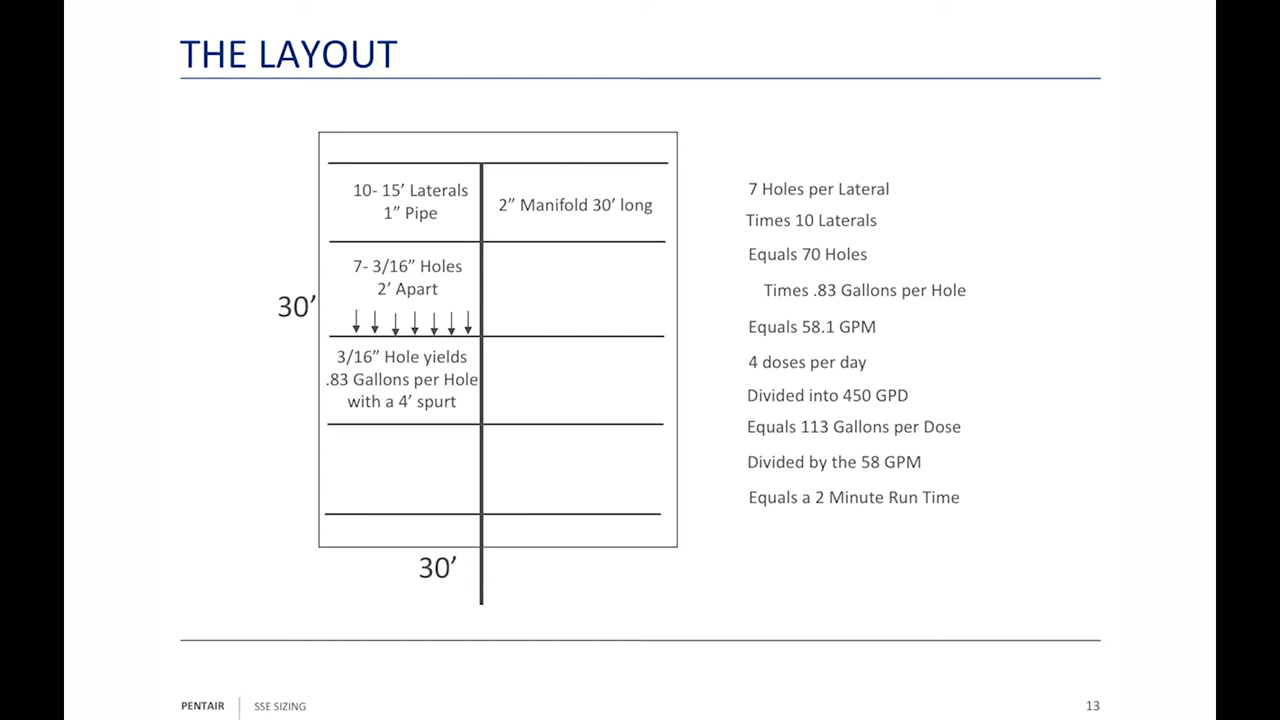 THE LAYOUT
10- 15’ Laterals
1” Pipe
2” Manifold 30’ long
7- 3/16” Holes
2’ Apart
30’
3/16” Hole yields
.83 Gallons per Hole
with a 4’ spurt
30’
7 Holes per Lateral
Times 10 Laterals
Equals 70 Holes
Times .83 Gallons per Hole
Equals 58.1 GPM
4 doses per day
Divided into 450 GPD
Equals 113 Gallons per Dose
Divided by the 58 GPM
Equals a 2 Minute Run Time
PENTAIR
SSE SIZING
13